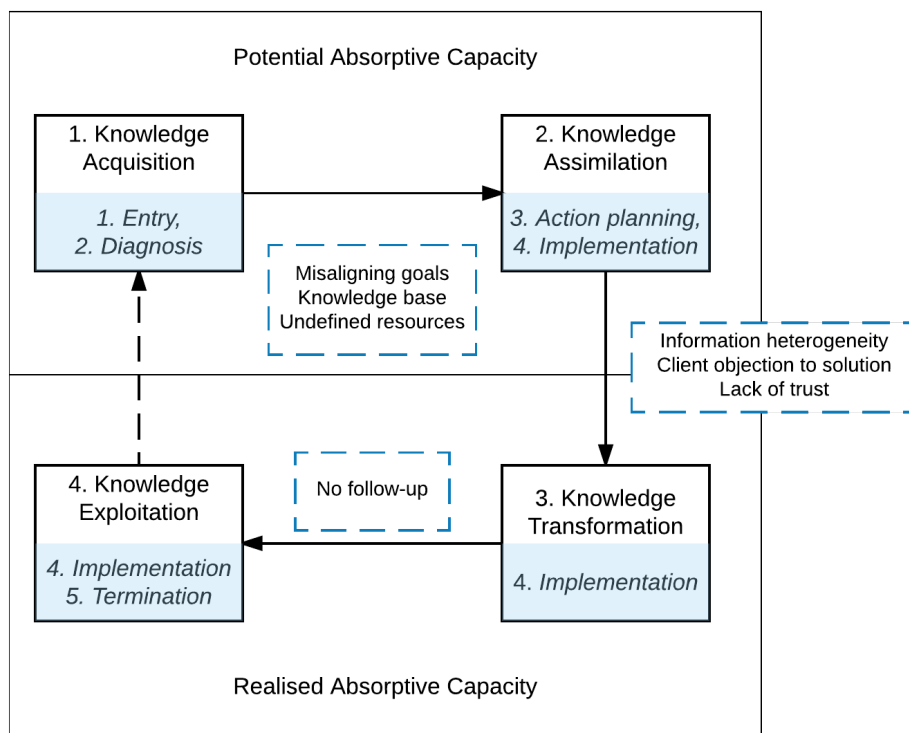 Potential Absorptive Capacity
1. Knowledge
Acquisition
1. Entry,
2. Diagnosis
2. Knowledge
Assimilation
3. Action planning,
4. Implementation
Misaligning goals
Knowledge base
Undefined resources
Information heterogeneity
Client objection to solution
Lack of trust
4. Knowledge
Exploitation
4. Implementation
5. Termination
No follow-up
3. Knowledge
Transformation
4. Implementation
Realised Absorptive Capacity